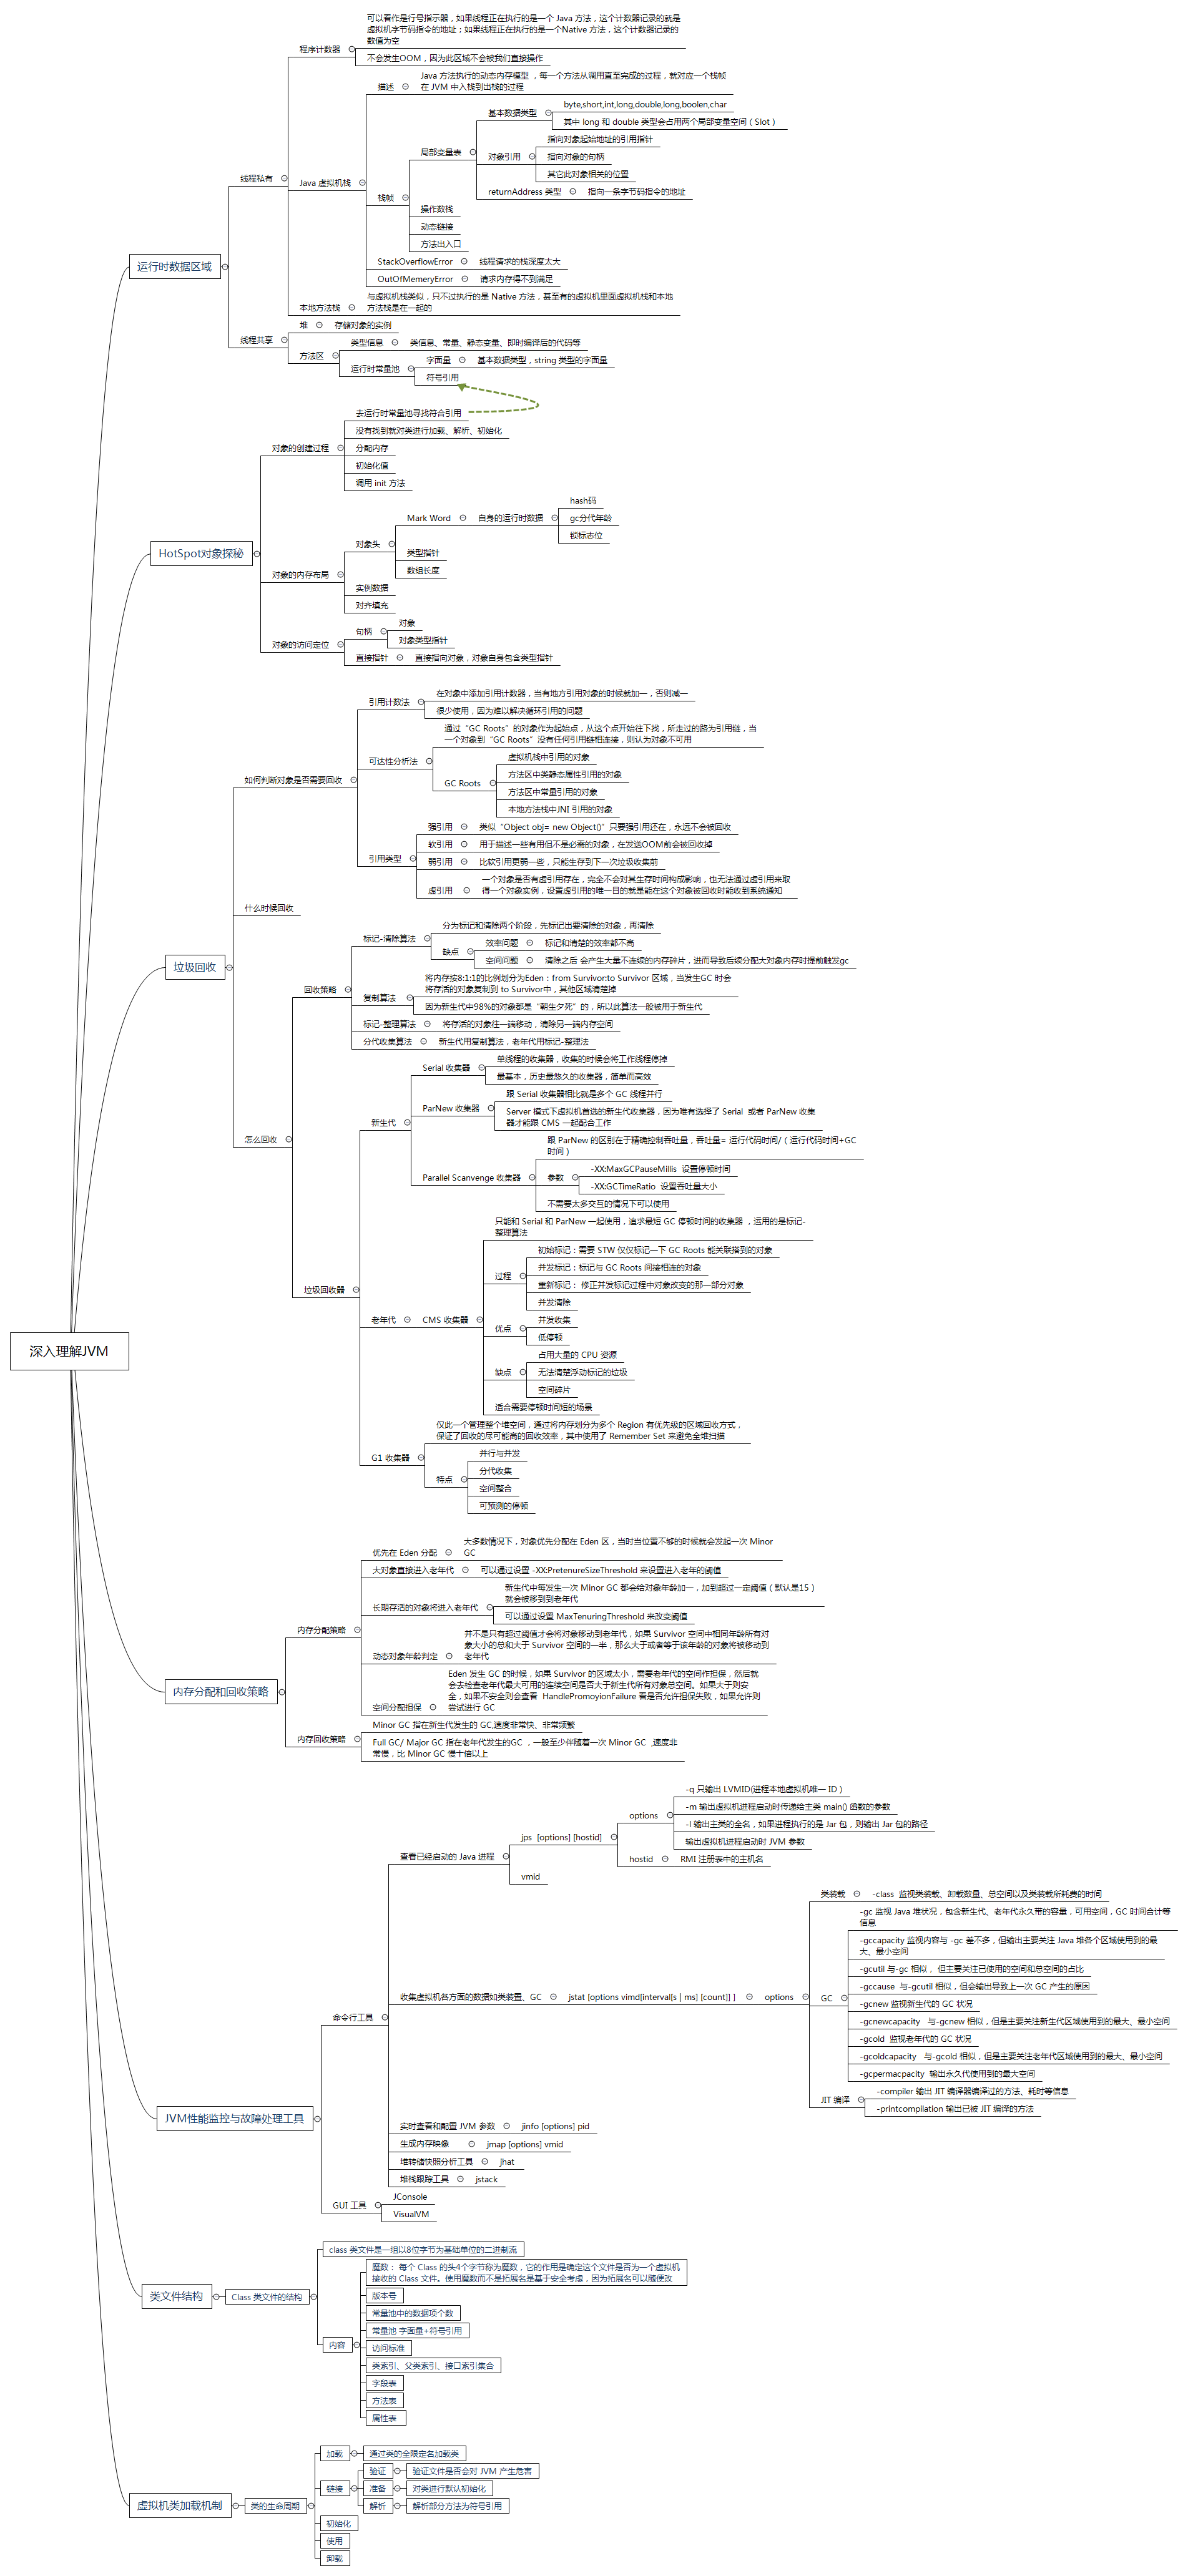 深入理解JVM
运行时数据区域
线程私有
程序计数器
可以看作是行号指示器，如果线程正在执行的是一个 Java 方法，这个计数器记录的就是
虚拟机字节码指令的地址；如果线程正在执行的是一个Native 方法，这个计数器记录的
数值为空
不会发生OOM，因为此区域不会被我们直接操作
Java 虚拟机栈
描述
Java 方法执行的动态内存模型 ，每一个方法从调用直至完成的过程，就对应一个栈帧
在 JVM 中入栈到出栈的过程
栈帧
局部变量表
基本数据类型
byte,short,int,long,double,long,boolen,char
其中 long 和 double 类型会占用两个局部变量空间（Slot）
对象引用
指向对象起始地址的引用指针
指向对象的句柄
其它此对象相关的位置
returnAddress 类型
指向一条字节码指令的地址
操作数栈
动态链接
方法出入口
StackOverflowError
线程请求的栈深度太大
OutOfMemeryError
请求内存得不到满足
本地方法栈
与虚拟机栈类似，只不过执行的是 Native 方法，甚至有的虚拟机里面虚拟机栈和本地
方法栈是在一起的
线程共享
堆
存储对象的实例
方法区
类型信息
类信息、常量、静态变量、即时编译后的代码等
运行时常量池
字面量
基本数据类型，string 类型的字面量
符号引用
HotSpot对象探秘
对象的创建过程
去运行时常量池寻找符合引用
没有找到就对类进行加载、解析、初始化
分配内存
初始化值
调用 init 方法
对象的内存布局
对象头
Mark Word
自身的运行时数据
hash码
gc分代年龄
锁标志位
类型指针
数组长度
实例数据
对齐填充
对象的访问定位
句柄
对象
对象类型指针
直接指针
直接指向对象，对象自身包含类型指针
垃圾回收
如何判断对象是否需要回收
引用计数法
在对象中添加引用计数器，当有地方引用对象的时候就加一，否则减一
很少使用，因为难以解决循环引用的问题
可达性分析法
通过“GC Roots”的对象作为起始点，从这个点开始往下找，所走过的路为引用链，当
一个对象到“GC Roots”没有任何引用链相连接，则认为对象不可用
GC Roots
虚拟机栈中引用的对象
方法区中类静态属性引用的对象
方法区中常量引用的对象
本地方法栈中JNI 引用的对象
引用类型
强引用
类似“Object obj= new Object()”只要强引用还在，永远不会被回收
软引用
用于描述一些有用但不是必需的对象，在发送OOM前会被回收掉
弱引用
比软引用更弱一些，只能生存到下一次垃圾收集前
虚引用
一个对象是否有虚引用存在，完全不会对其生存时间构成影响，也无法通过虚引用来取
得一个对象实例，设置虚引用的唯一目的就是能在这个对象被回收时能收到系统通知
什么时候回收
怎么回收
回收策略
标记-清除算法
分为标记和清除两个阶段，先标记出要清除的对象，再清除
缺点
效率问题
标记和清楚的效率都不高
空间问题
清除之后 会产生大量不连续的内存碎片，进而导致后续分配大对象内存时提前触发gc
复制算法
将内存按8:1:1的比例划分为Eden：from Survivor:to Survivor 区域，当发生GC 时会
将存活的对象复制到 to Survivor中，其他区域清楚掉
因为新生代中98%的对象都是“朝生夕死”的，所以此算法一般被用于新生代
标记-整理算法
将存活的对象往一端移动，清除另一端内存空间
分代收集算法
新生代用复制算法，老年代用标记-整理法
垃圾回收器
新生代
Serial 收集器
单线程的收集器，收集的时候会将工作线程停掉
最基本，历史最悠久的收集器，简单而高效
ParNew 收集器
跟 Serial 收集器相比就是多个 GC 线程并行
Server 模式下虚拟机首选的新生代收集器，因为唯有选择了 Serial 或者 ParNew 收集
器才能跟 CMS 一起配合工作
Parallel Scanvenge 收集器
跟 ParNew 的区别在于精确控制吞吐量，吞吐量= 运行代码时间/（运行代码时间+GC
时间）
参数
-XX:MaxGCPauseMillis 设置停顿时间
-XX:GCTimeRatio 设置吞吐量大小
不需要太多交互的情况下可以使用
老年代
CMS 收集器
只能和 Serial 和 ParNew 一起使用，追求最短 GC 停顿时间的收集器 ，运用的是标记-
整理算法
过程
初始标记：需要 STW 仅仅标记一下 GC Roots 能关联搭到的对象
并发标记：标记与 GC Roots 间接相连的对象
重新标记： 修正并发标记过程中对象改变的那一部分对象
并发清除
优点
并发收集
低停顿
缺点
占用大量的 CPU 资源
无法清楚浮动标记的垃圾
空间碎片
适合需要停顿时间短的场景
G1 收集器
仅此一个管理整个堆空间，通过将内存划分为多个 Region 有优先级的区域回收方式，
保证了回收的尽可能高的回收效率，其中使用了 Remember Set 来避免全堆扫描
特点
并行与并发
分代收集
空间整合
可预测的停顿
内存分配和回收策略
内存分配策略
优先在 Eden 分配
大多数情况下，对象优先分配在 Eden 区，当时当位置不够的时候就会发起一次 Minor
GC
大对象直接进入老年代
可以通过设置 -XX:PretenureSizeThreshold 来设置进入老年的阈值
长期存活的对象将进入老年代
新生代中每发生一次 Minor GC 都会给对象年龄加一，加到超过一定阈值（默认是15）
就会被移到到老年代
可以通过设置 MaxTenuringThreshold 来改变阈值
动态对象年龄判定
并不是只有超过阈值才会将对象移动到老年代，如果 Survivor 空间中相同年龄所有对
象大小的总和大于 Survivor 空间的一半，那么大于或者等于该年龄的对象将被移动到
老年代
空间分配担保
Eden 发生 GC 的时候，如果 Survivor 的区域太小，需要老年代的空间作担保，然后就
会去检查老年代最大可用的连续空间是否大于新生代所有对象总空间。如果大于则安
全，如果不安全则会查看 HandlePromoyionFailure 看是否允许担保失败，如果允许则
尝试进行 GC
内存回收策略
Minor GC 指在新生代发生的 GC,速度非常快、非常频繁
Full GC/ Major GC 指在老年代发生的GC ，一般至少伴随着一次 Minor GC ,速度非
常慢，比 Minor GC 慢十倍以上
JVM性能监控与故障处理工具
命令行工具
查看已经启动的 Java 进程
jps [options] [hostid]
options
-q 只输出 LVMID(进程本地虚拟机唯一 ID）
-m 输出虚拟机进程启动时传递给主类 main() 函数的参数
-l 输出主类的全名，如果进程执行的是 Jar 包，则输出 Jar 包的路径
输出虚拟机进程启动时 JVM 参数
hostid
RMI 注册表中的主机名
vmid
收集虚拟机各方面的数据如类装置、GC
jstat [options vimd[interval[s | ms] [count]] ]
options
类装载
-class 监视类装载、卸载数量、总空间以及类装载所耗费的时间
GC
-gc 监视 Java 堆状况，包含新生代、老年代永久带的容量，可用空间，GC 时间合计等
信息
-gccapacity 监视内容与 -gc 差不多，但输出主要关注 Java 堆各个区域使用到的最
大、最小空间
-gcutil 与-gc 相似， 但主要关注已使用的空间和总空间的占比
-gccause 与-gcutil 相似，但会输出导致上一次 GC 产生的原因
-gcnew 监视新生代的 GC 状况
-gcnewcapacity 与-gcnew 相似，但是主要关注新生代区域使用到的最大、最小空间
-gcold 监视老年代的 GC 状况
-gcoldcapacity 与-gcold 相似，但是主要关注老年代区域使用到的最大、最小空间
-gcpermacpacity 输出永久代使用到的最大空间
JIT 编译
-compiler 输出 JIT 编译器编译过的方法、耗时等信息
-printcompilation 输出已被 JIT 编译的方法
实时查看和配置 JVM 参数
jinfo [options] pid
生成内存映像
jmap [options] vmid
堆转储快照分析工具
jhat
堆栈跟踪工具
jstack
GUI 工具
JConsole
VisualVM
类文件结构
Class 类文件的结构
class 类文件是一组以8位字节为基础单位的二进制流
内容
魔数： 每个 Class 的头4个字节称为魔数，它的作用是确定这个文件是否为一个虚拟机
接收的 Class 文件。使用魔数而不是拓展名是基于安全考虑，因为拓展名可以随便改
版本号
常量池中的数据项个数
常量池 字面量+符号引用
访问标准
类索引、父类索引、接口索引集合
字段表
方法表
属性表
虚拟机类加载机制
类的生命周期
加载
通过类的全限定名加载类
链接
验证
验证文件是否会对 JVM 产生危害
准备
对类进行默认初始化
解析
解析部分方法为符号引用
初始化
使用
卸载